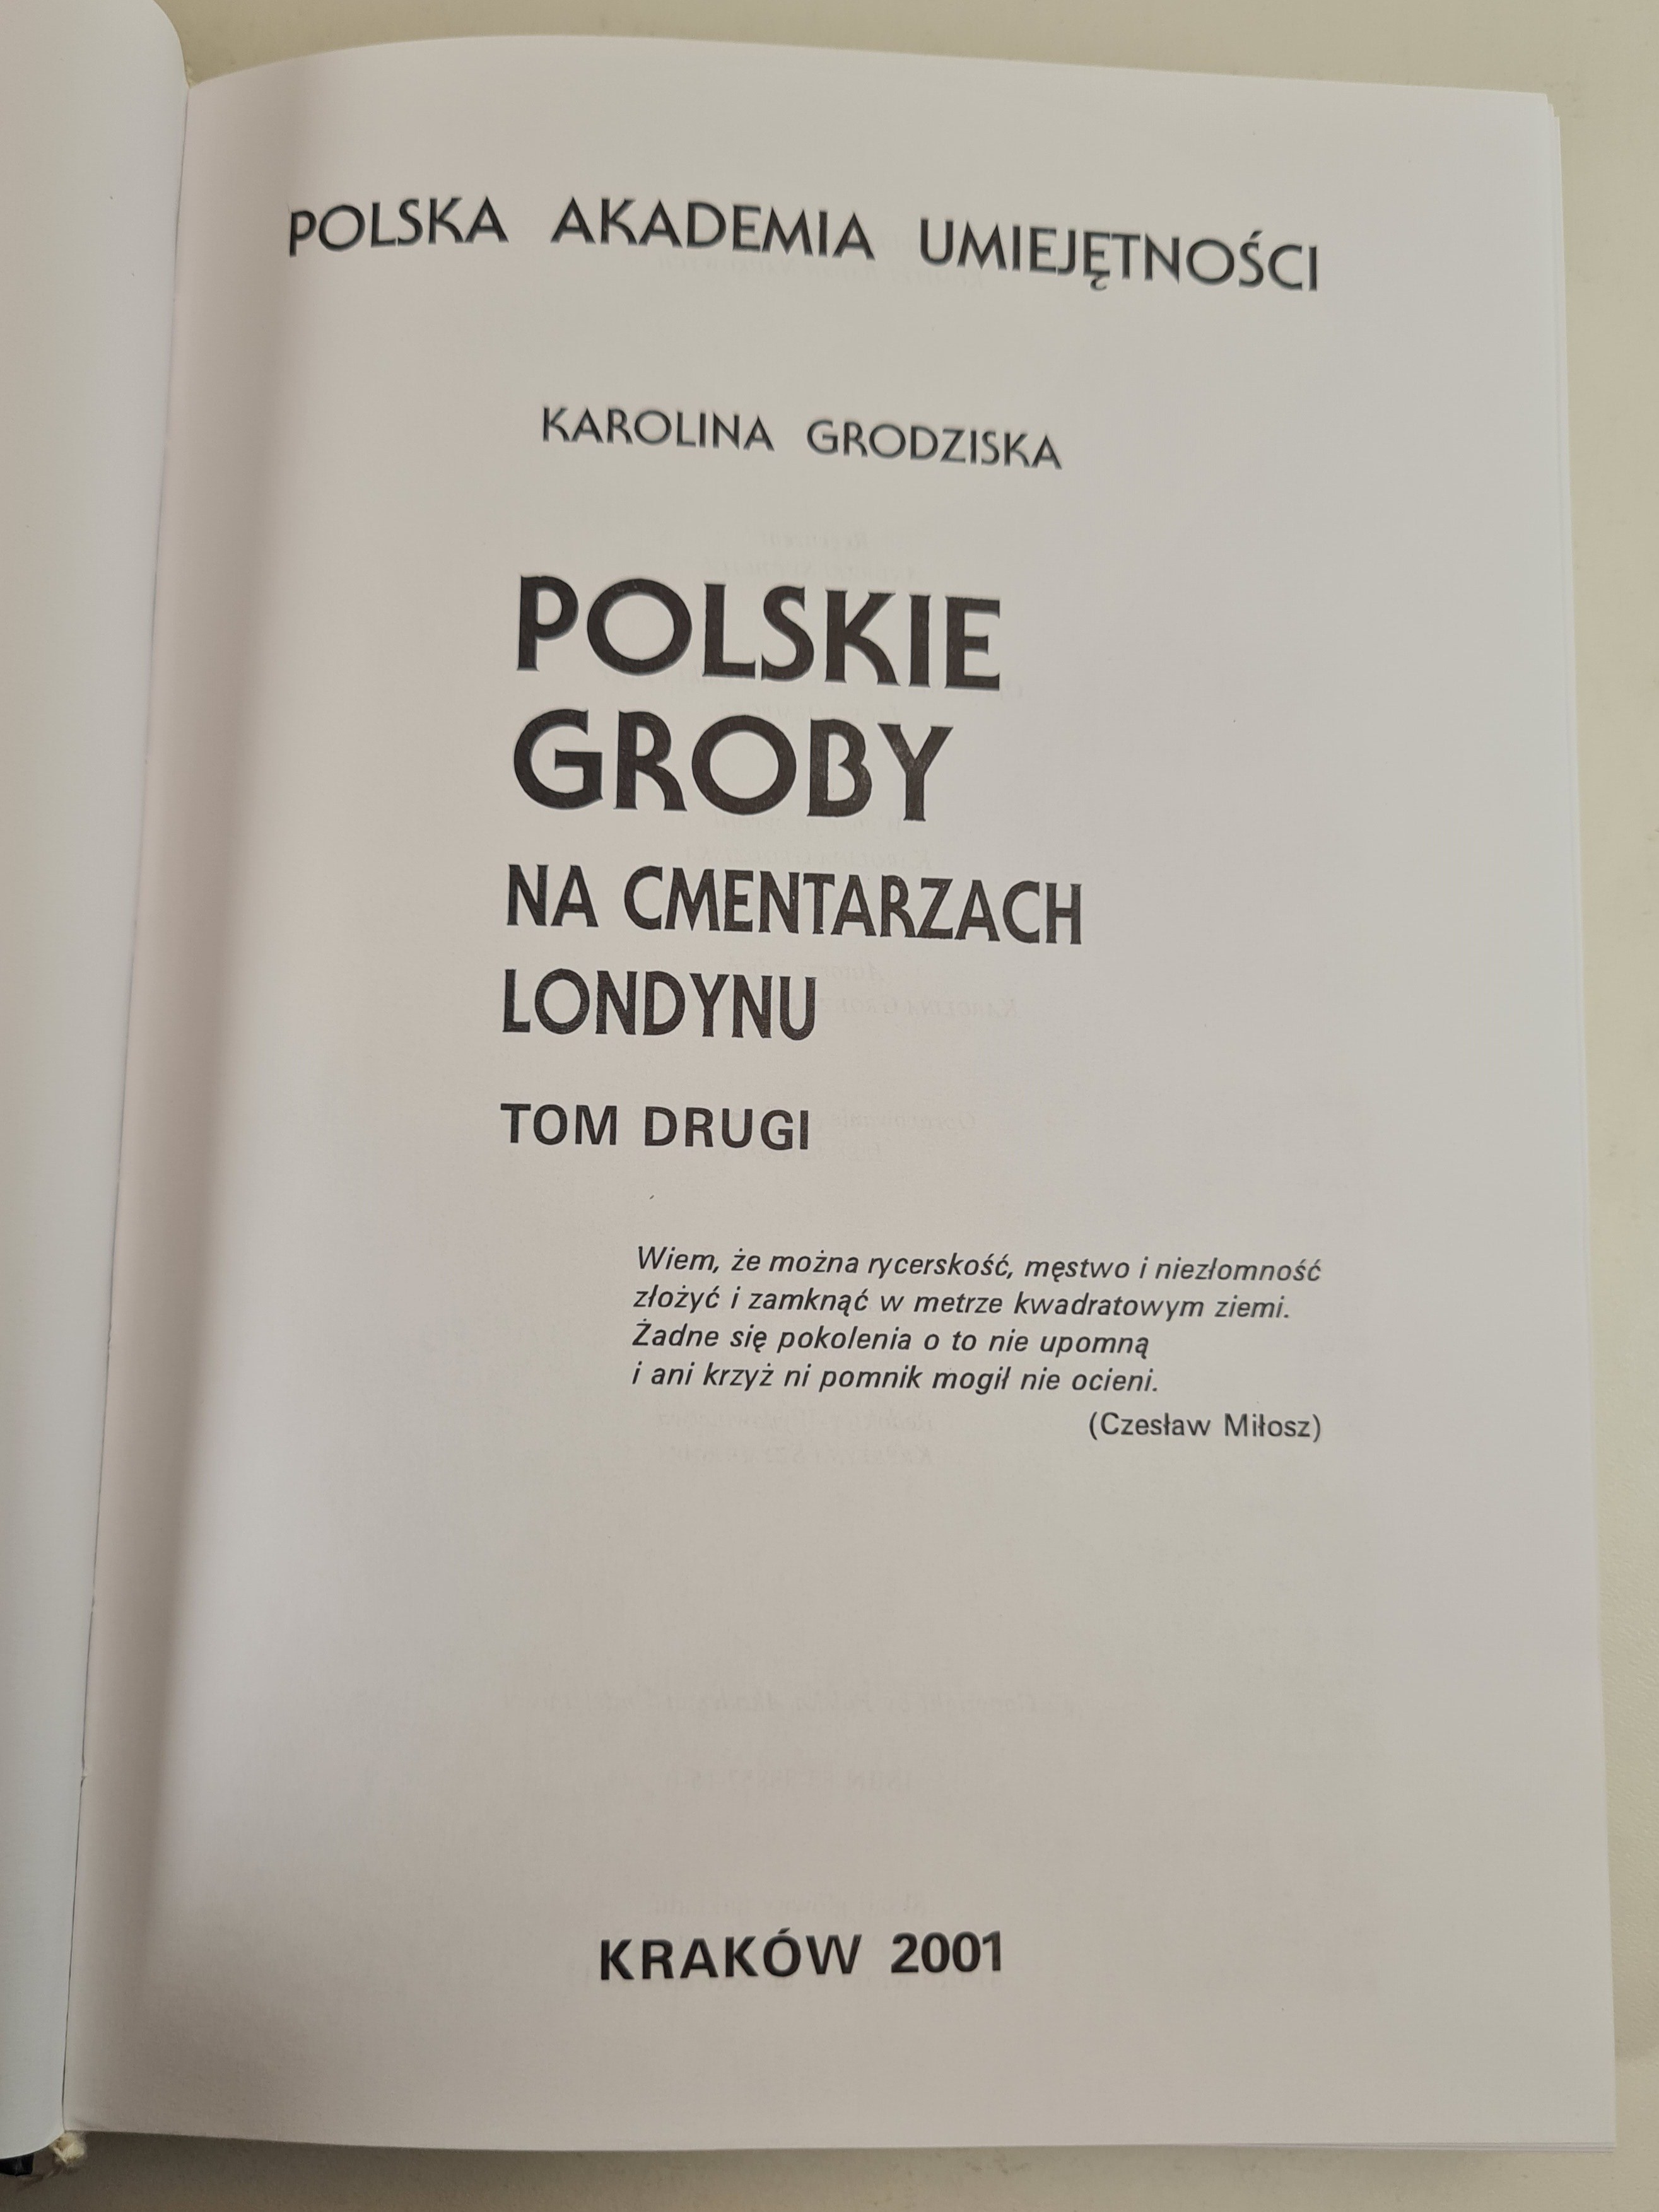 POLSKA AKADEMIA UMIEJĘTNOŚCI
KAROLINA GRODZISKA
POLSKIE
GROBY
NA CMENTARZACH
LONDYNU
TOM DRUGI
Wiem, że można rycerskość, męstwo i niezłomność
złożyć i zamknąć w metrze kwadratowym ziemi.
Żadne się pokolenia o to nie upomną
i ani krzyż ni pomnik mogił nie ocieni.
(Czesław Miłosz)
KRAKÓW 2001